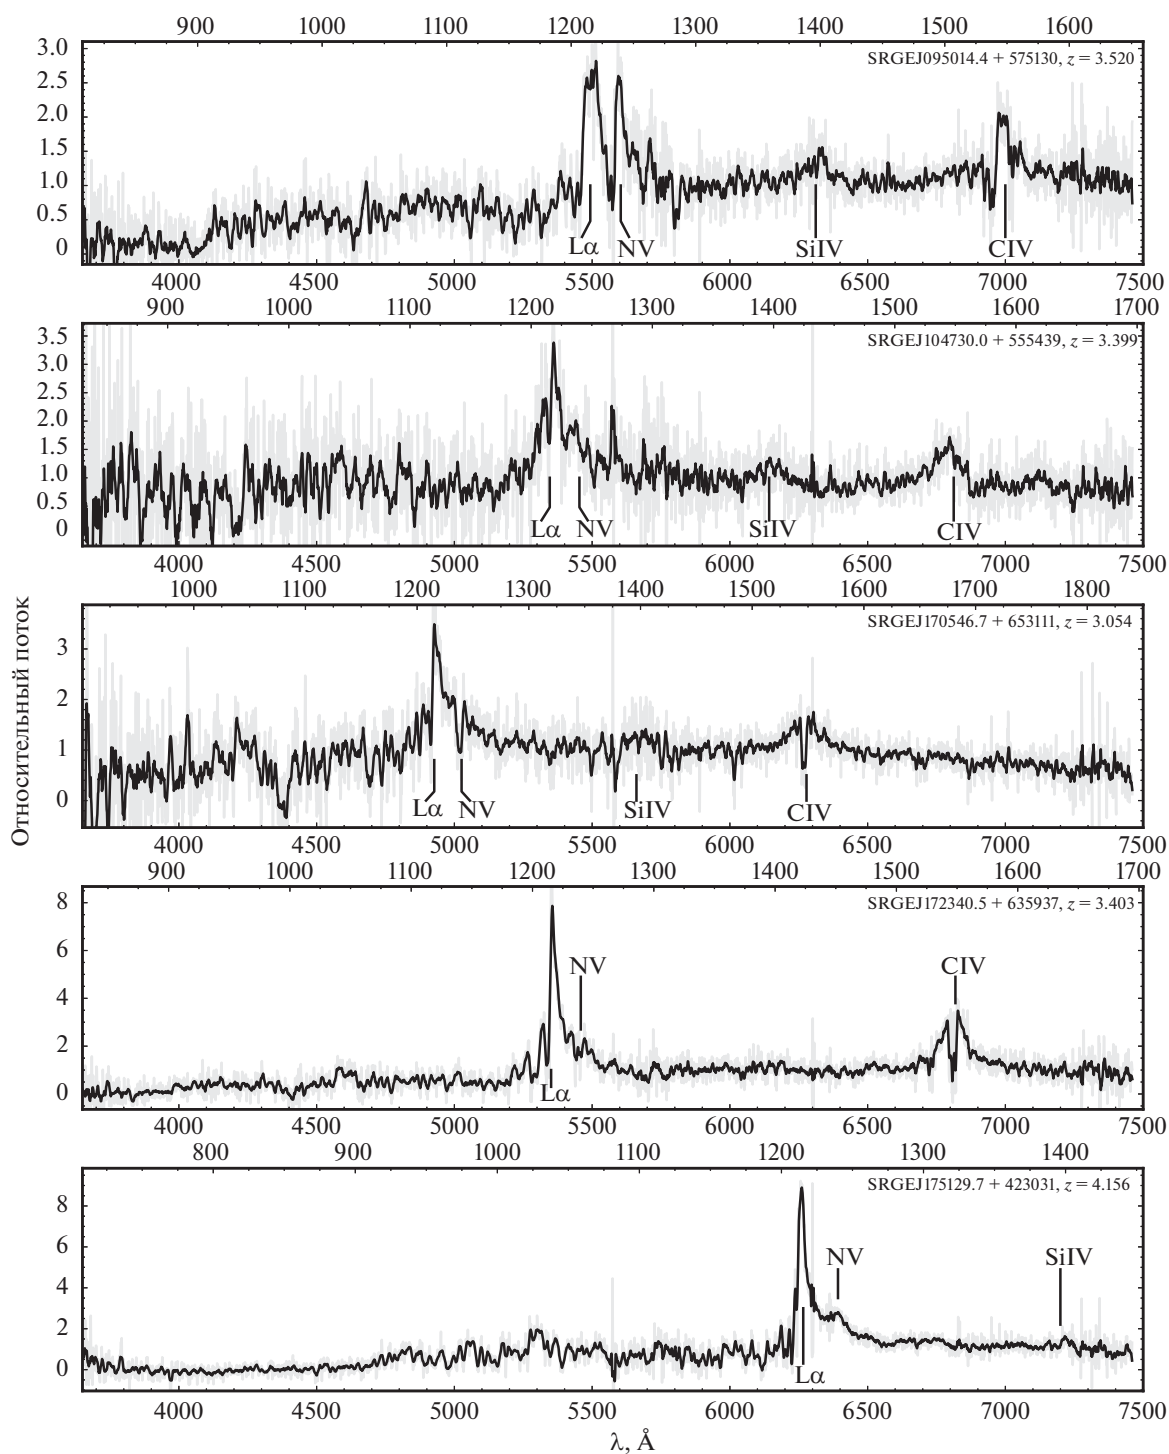 900 1000 1100 1200 1300 1400 1500 1600
SRGEJ095014.4 + 575130, z = 3.520
3.0
2.5
2.0
1.5
1.0
0.5
0
Lα NV SiIV CIV
4000 4500 5000 5500 6000 6500 7000 7500
900 1000 1100 1200 1300 1400 1500 1600 1700
SRGEJ104730.0 + 555439, z = 3.399
3.5
3.0
2.5
2.0
1.5
1.0
0.5
0
Lα NV SiIV CIV
4000 4500 5000 5500 6000 6500 7000 7500
1000 1100 1200 1300 1400 1500 1600 1700 1800
Относительный поток
SRGEJ170546.7 + 653111, z = 3.054
3
2
1
0
Lα NV SiIV CIV
4000 4500 5000 5500 6000 6500 7000 7500
900 1000 1100 1200 1300 1400 1500 1600 1700
SRGEJ172340.5 + 635937, z = 3.403
8
6
4
2
0
NV CIV
Lα
4000 4500 5000 5500 6000 6500 7000 7500
800 900 1000 1100 1200 1300 1400
SRGEJ175129.7 + 423031, z = 4.156
8
6
4
2
0
NV SiIV
Lα
4000 4500 5000 5500 6000 6500 7000 7500
λ, Å